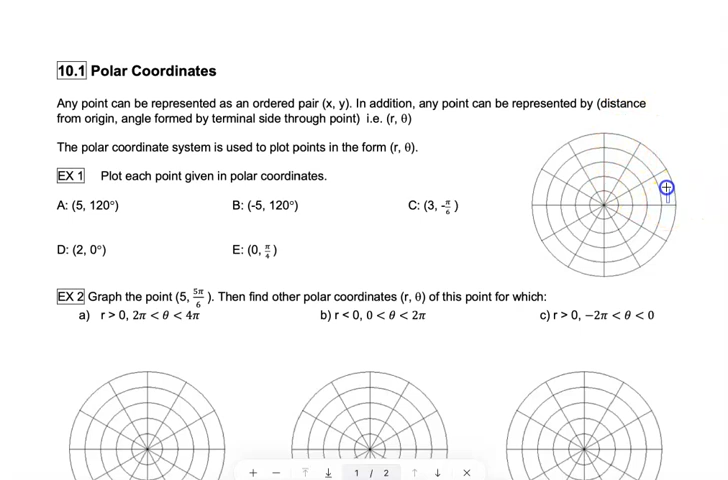 10.1 Polar Coordinates
Any point can be represented as an ordered pair (x, y). In addition, any point can be represented by (distance
from origin, angle formed by terminal side through point)  i.e. (r, θ)
The polar coordinate system is used to plot points in the form (r, θ).
EX 1 Plot each point given in polar coordinates.
A: (5, 120°) B: (-5, 120°) C: (3, -π/6 )
D: (2, 0°) E: (0, π/4 )
EX 2 Graph the point (5, 5π/6 ). Then find other polar coordinates (r, θ) of this point for which:
a) r > 0, 2π < θ < 4π b) r < 0, 0 < θ < 2π c) r > 0, −2π < θ < 0
1 / 2